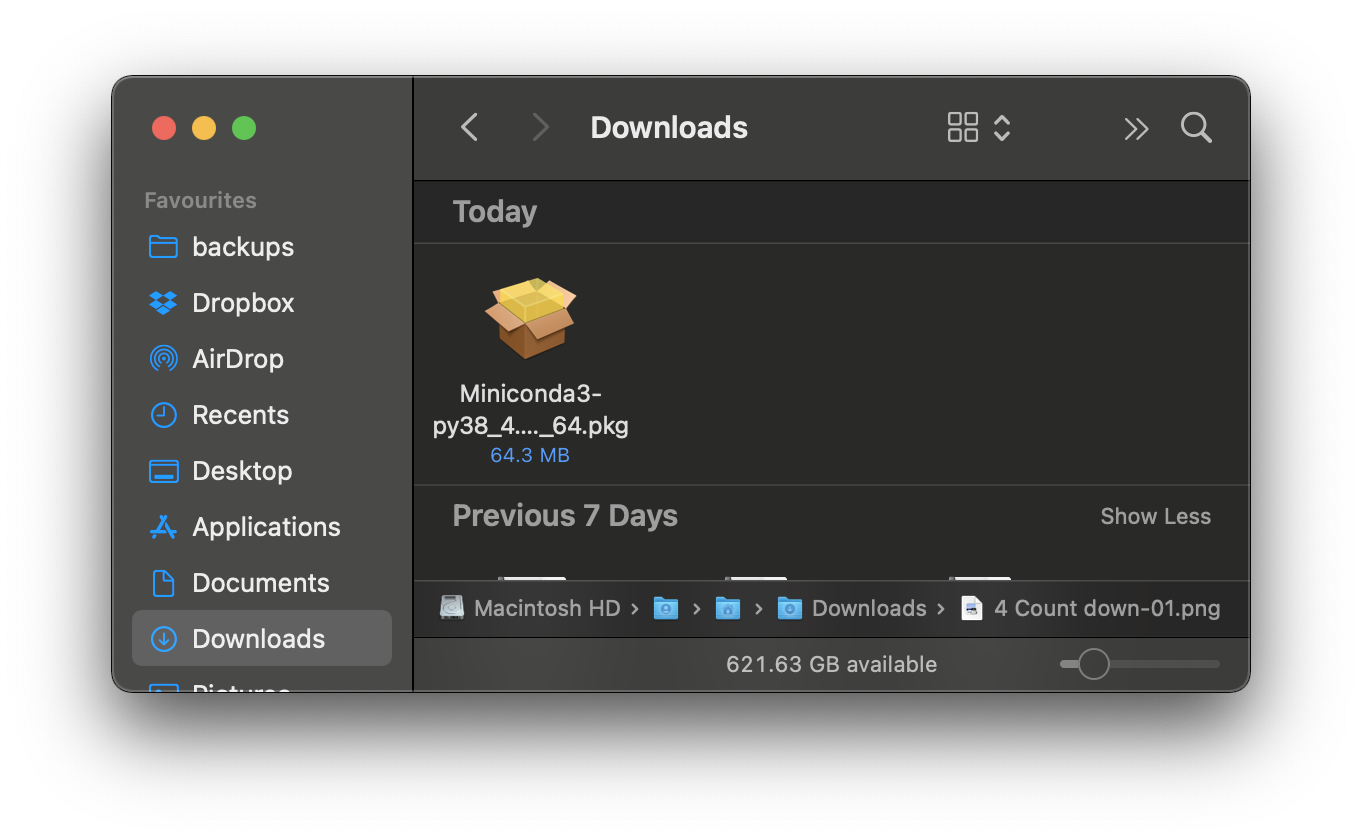 Downloads
Favourites
backups
Dropbox
AirDrop
Recents
Desktop
Applications
Documents
Downloads
Pictures
Today
Miniconda3-
py38_4...._64.pkg
64.3 MB
Previous 7 Days
Show Less
Macintosh HD
Downloads
4 Count down-01.png
621.63 GB available